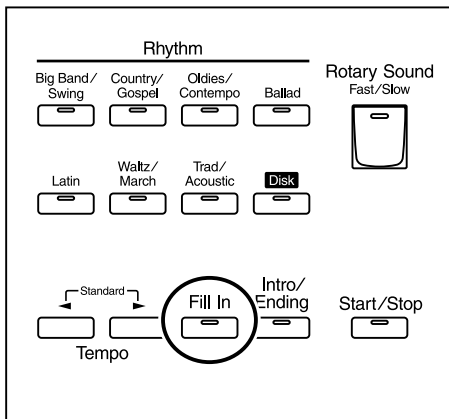 Rhythm
Big Band/
Swing
Country/
Gospel
Oldies/
Contempo
Ballad
Rotary Sound
Fast/Slow
Latin
Waltz/
March
Trad/
Acoustic
Disk
Standard
Tempo
Fill In
Intro/
Ending
Start/Stop